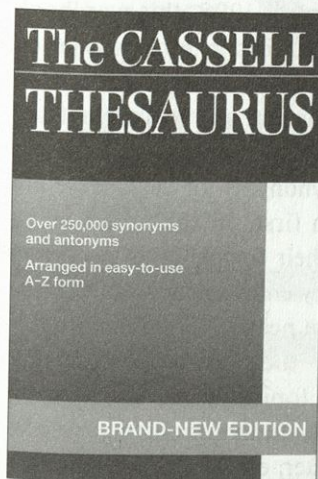 The CASSELL
THESAURUS
Over 250,000 synonyms
and antonyms
Arranged in easy-to-use
A–Z form
BRAND-NEW EDITION